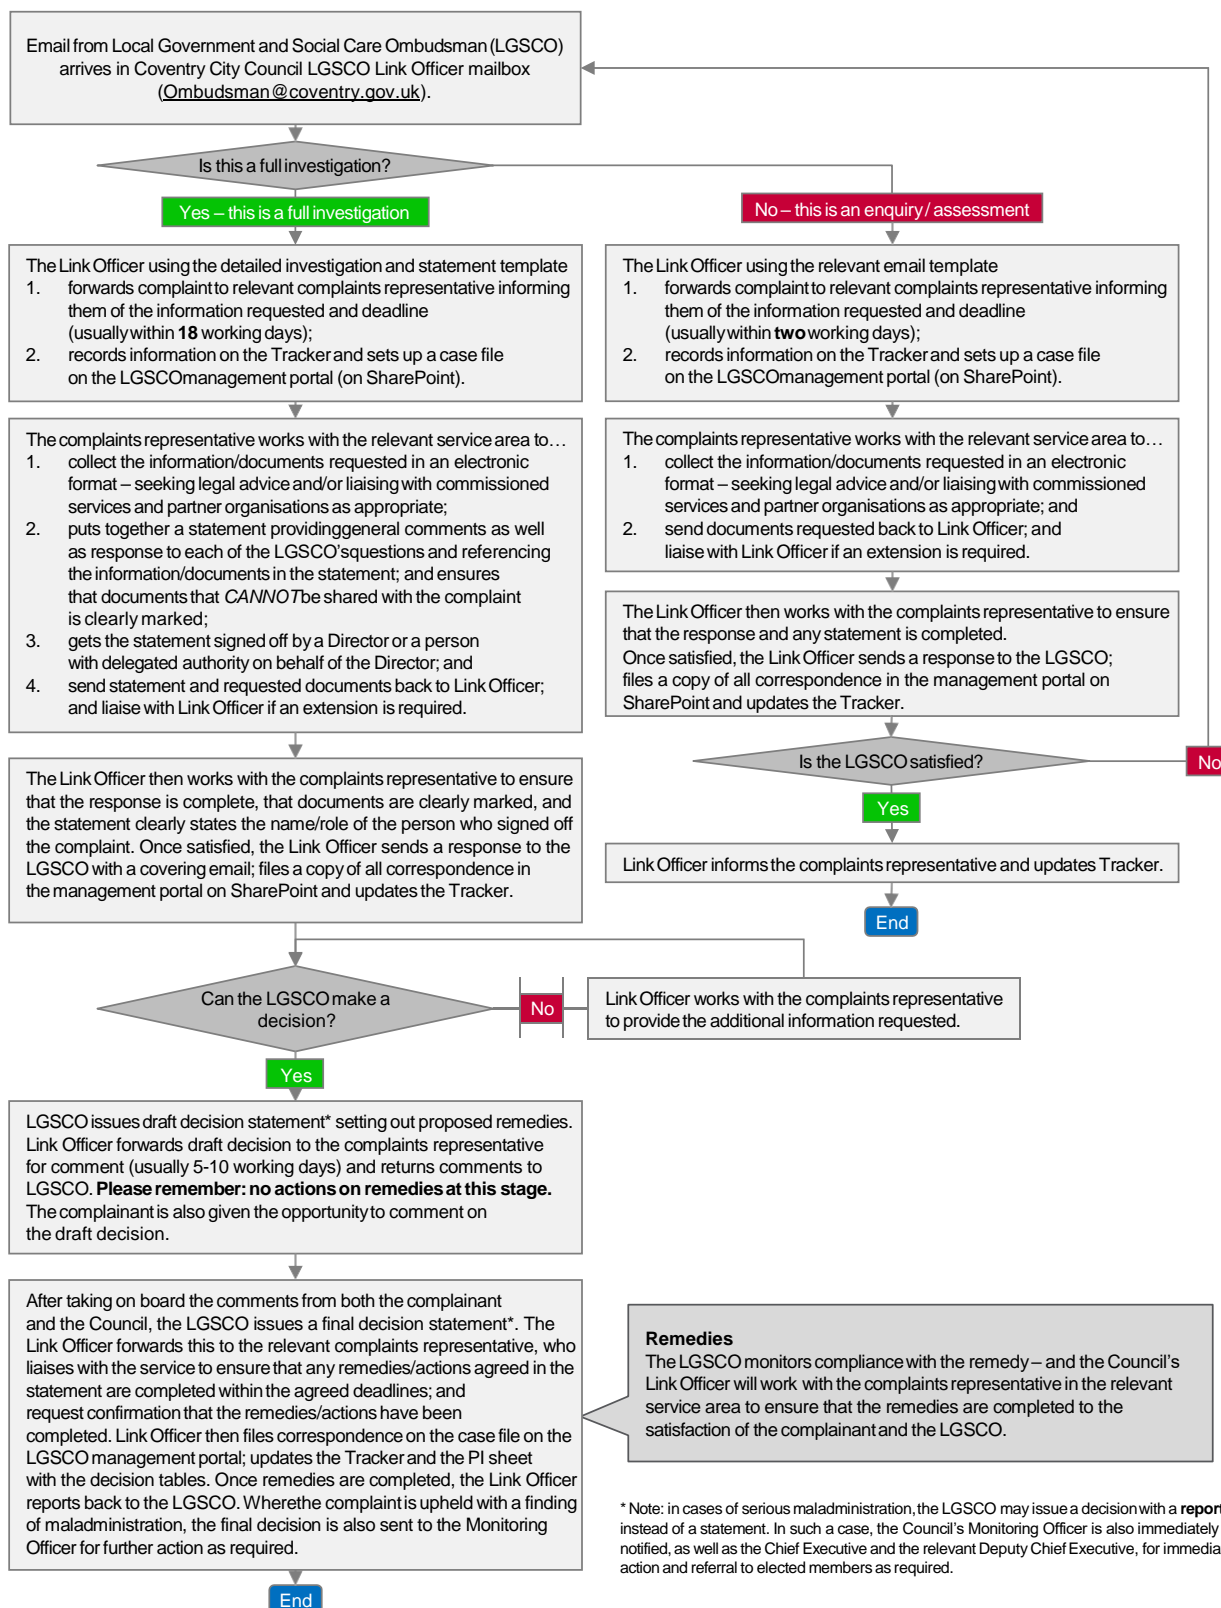 Email from Local Government and Social Care Ombudsman (LGSCO)
arrives in Coventry City Council LGSCO Link Officer mailbox
(Ombudsman@coventry.gov.uk).
Is this a full investigation?
Yes – this is a full investigation
No – this is an enquiry / assessment
The Link Officer using the detailed investigation and statement template
1. forwards complaint to relevant complaints representative informing
them of the information requested and deadline
(usually within 18 working days);
2. records information on the Tracker and sets up a case file
on the LGSCO management portal (on SharePoint).
The Link Officer using the relevant email template
1. forwards complaint to relevant complaints representative informing
them of the information requested and deadline
(usually within two working days);
2. records information on the Tracker and sets up a case file
on the LGSCO management portal (on SharePoint).
The complaints representative works with the relevant service area to…
1. collect the information/documents requested in an electronic
format – seeking legal advice and/or liaising with commissioned
services and partner organisations as appropriate;
2. puts together a statement providing general comments as well
as response to each of the LGSCO's questions and referencing
the information/documents in the statement; and ensures
that documents that CANNOT be shared with the complaint
is clearly marked;
3. gets the statement signed off by a Director or a person
with delegated authority on behalf of the Director; and
4. send statement and requested documents back to Link Officer;
and liaise with Link Officer if an extension is required.
The complaints representative works with the relevant service area to…
1. collect the information/documents requested in an electronic
format – seeking legal advice and/or liaising with commissioned
services and partner organisations as appropriate; and
2. send documents requested back to Link Officer; and
liaise with Link Officer if an extension is required.
The Link Officer then works with the complaints representative to ensure
that the response and any statement is completed.
Once satisfied, the Link Officer sends a response to the LGSCO;
files a copy of all correspondence in the management portal on
SharePoint and updates the Tracker.
Is the LGSCO satisfied?
No
Yes
Link Officer informs the complaints representative and updates Tracker.
End
The Link Officer then works with the complaints representative to ensure
that the response is complete, that documents are clearly marked, and
the statement clearly states the name/role of the person who signed off
the complaint. Once satisfied, the Link Officer sends a response to the
LGSCO with a covering email; files a copy of all correspondence in
the management portal on SharePoint and updates the Tracker.
Can the LGSCO make a
decision?
No
Link Officer works with the complaints representative
to provide the additional information requested.
Yes
LGSCO issues draft decision statement* setting out proposed remedies.
Link Officer forwards draft decision to the complaints representative
for comment (usually 5-10 working days) and returns comments to
LGSCO. Please remember: no actions on remedies at this stage.
The complainant is also given the opportunity to comment on
the draft decision.
After taking on board the comments from both the complainant
and the Council, the LGSCO issues a final decision statement*. The
Link Officer forwards this to the relevant complaints representative, who
liaises with the service to ensure that any remedies/actions agreed in the
statement are completed within the agreed deadlines; and
request confirmation that the remedies/actions have been
completed. Link Officer then files correspondence on the case file on the
LGSCO management portal; updates the Tracker and the PI sheet
with the decision tables. Once remedies are completed, the Link Officer
reports back to the LGSCO. Where the complaint is upheld with a finding
of maladministration, the final decision is also sent to the Monitoring
Officer for further action as required.
End
Remedies
The LGSCO monitors compliance with the remedy – and the Council's
Link Officer will work with the complaints representative in the relevant
service area to ensure that the remedies are completed to the
satisfaction of the complainant and the LGSCO.
* Note: in cases of serious maladministration, the LGSCO may issue a decision with a report
instead of a statement. In such a case, the Council's Monitoring Officer is also immediately
notified, as well as the Chief Executive and the relevant Deputy Chief Executive, for immedia
action and referral to elected members as required.